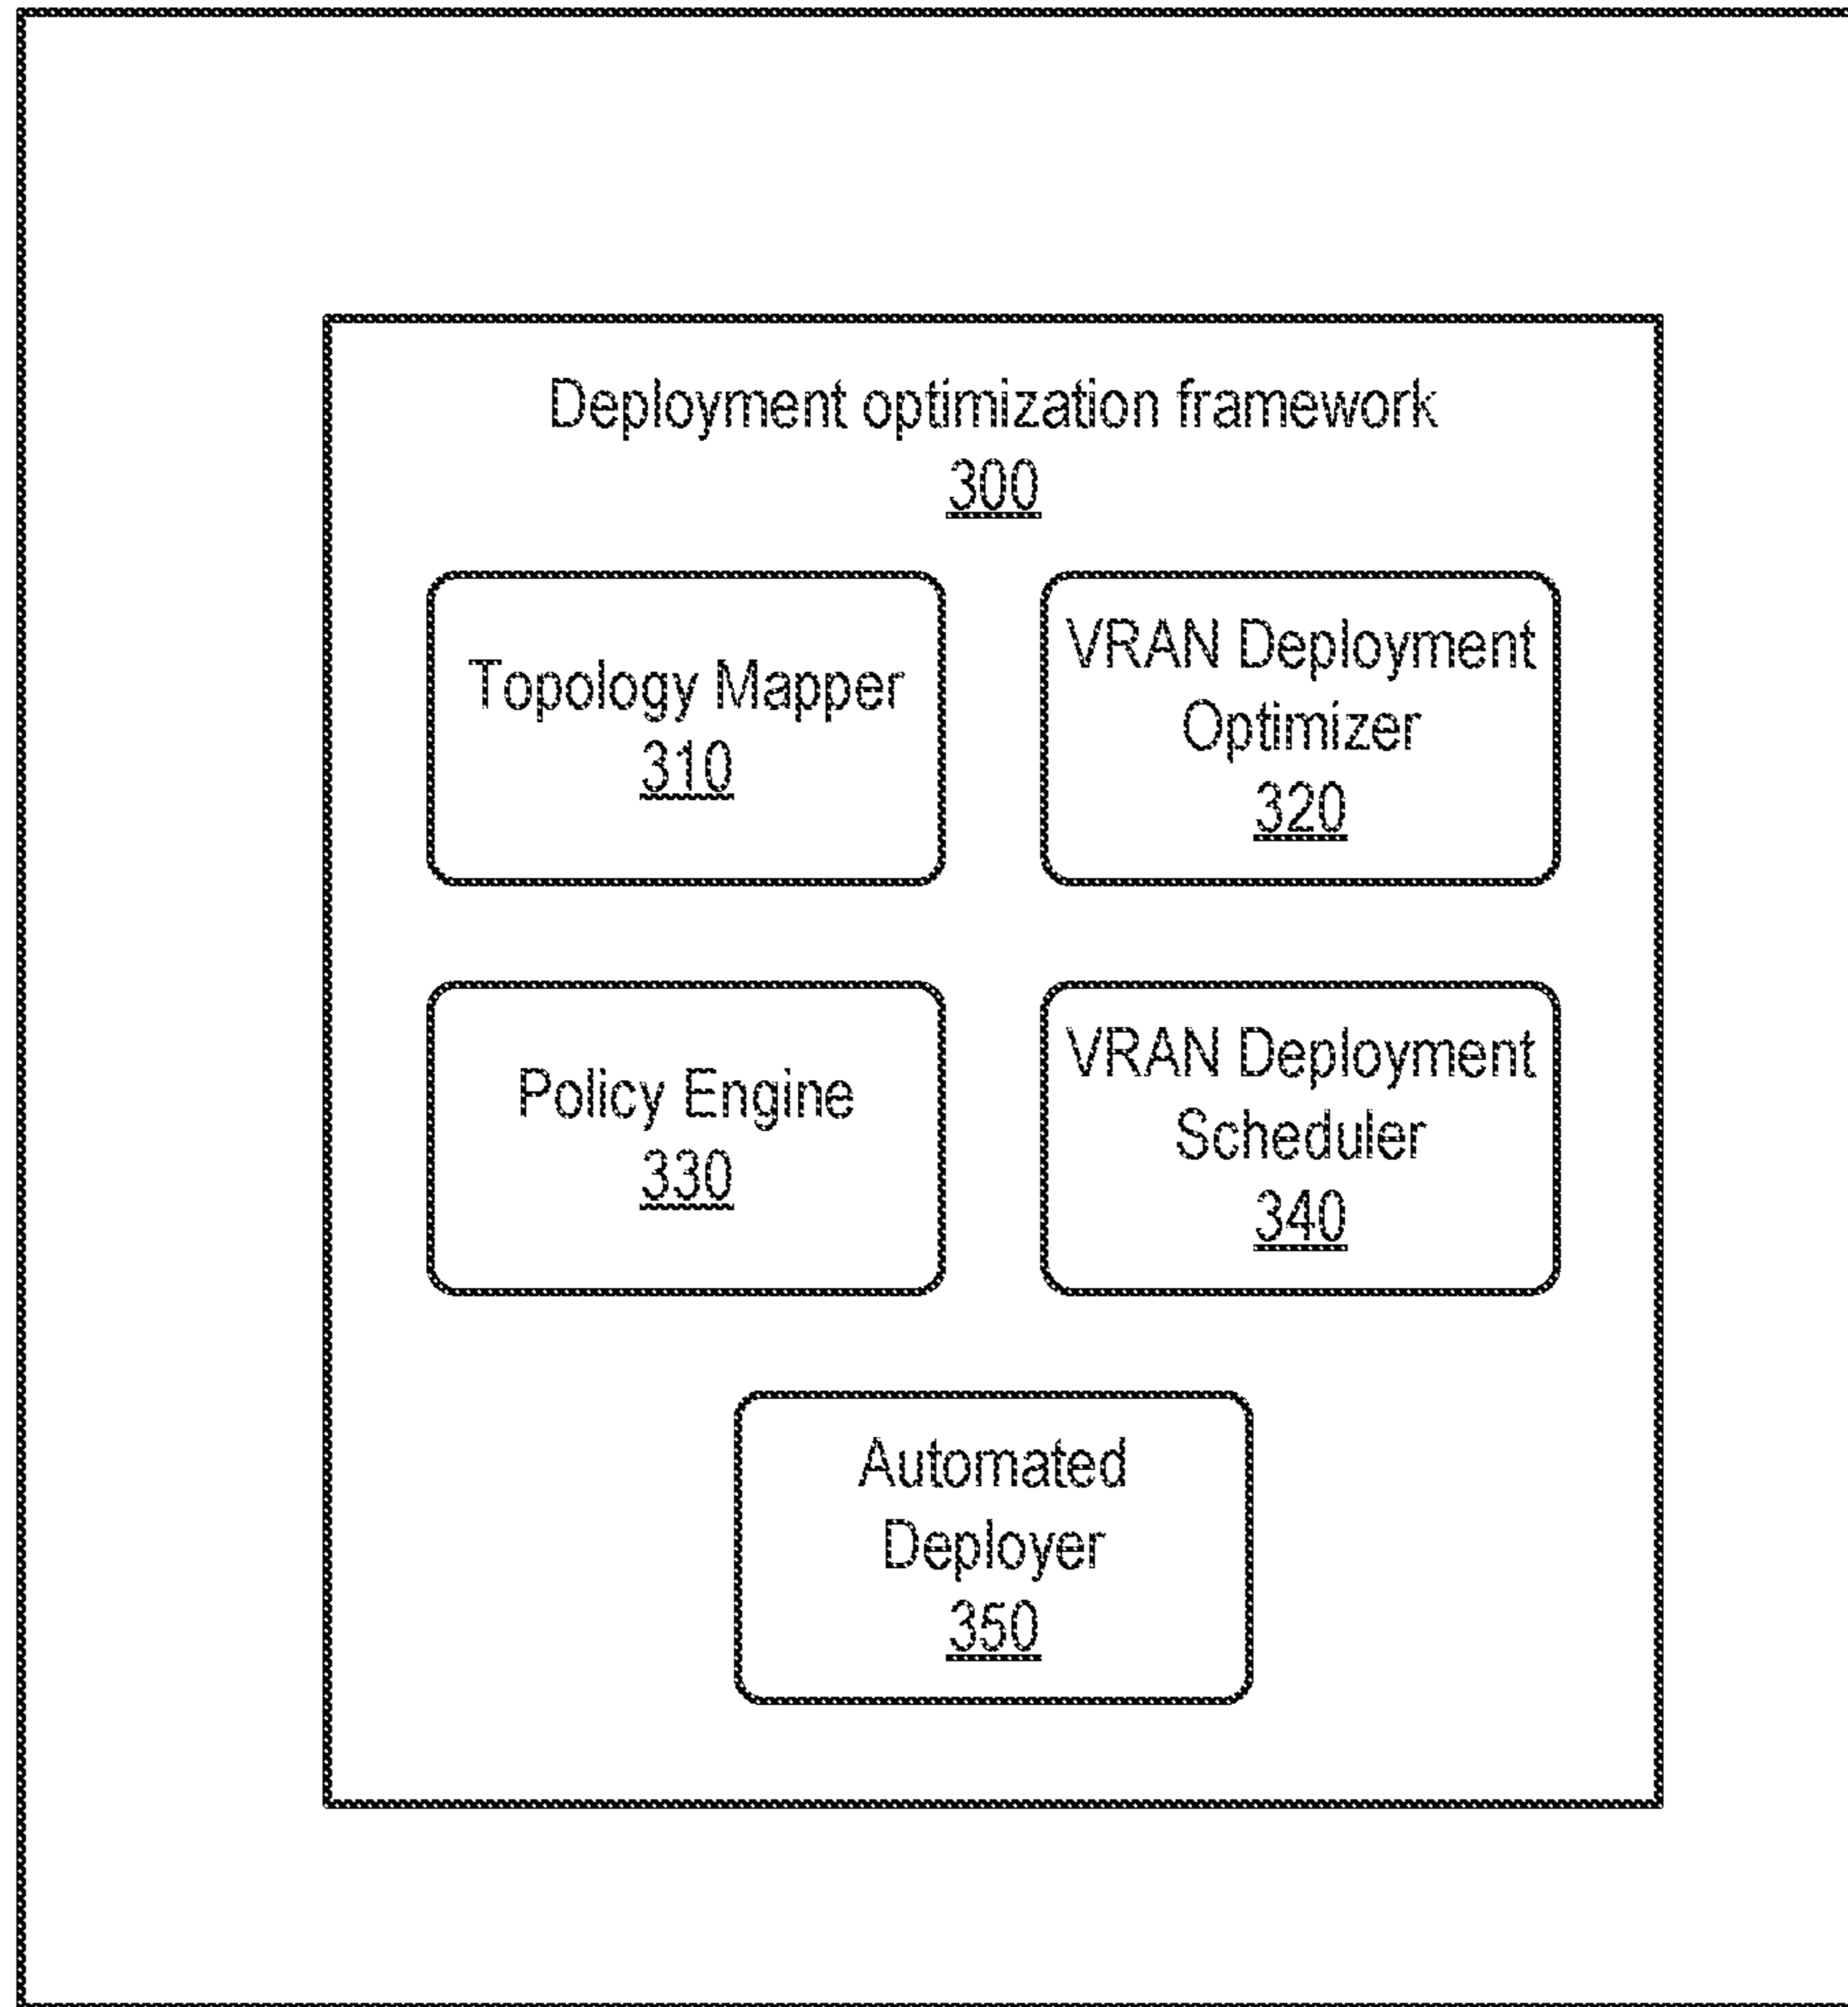 Deployment optimization framework
300
Topology Mapper
310
VRAN Deployment
Optimizer
320
Policy Engine
330
VRAN Deployment
Scheduler
340
Automated
Deployer
350